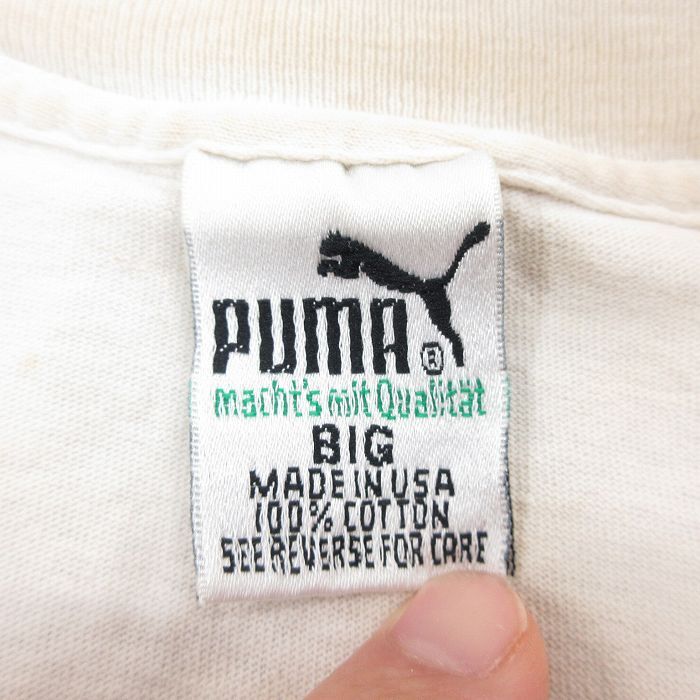 PUMA®
macht's mit Qualität
BIG
MADE IN USA
100% COTTON
SEE REVERSE FOR CARE